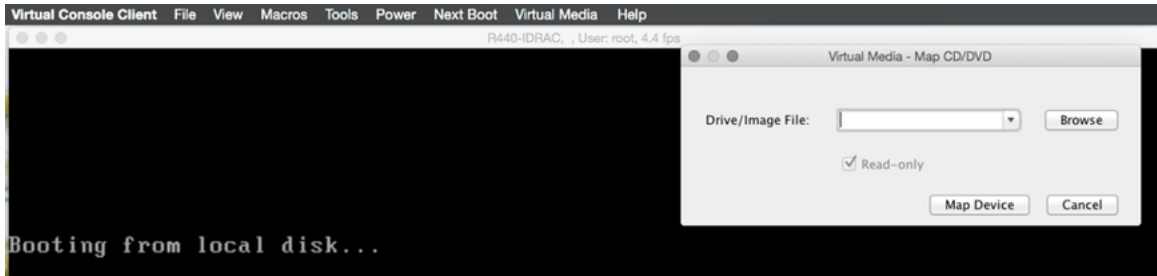 Virtual Console Client File View Macros Tools Power Next Boot Virtual Media Help
R440-IDRAC, , User: root, 4.4 fps
Virtual Media - Map CD/DVD
Drive/Image File: Browse
Read-only
Map Device Cancel
Booting from local disk...